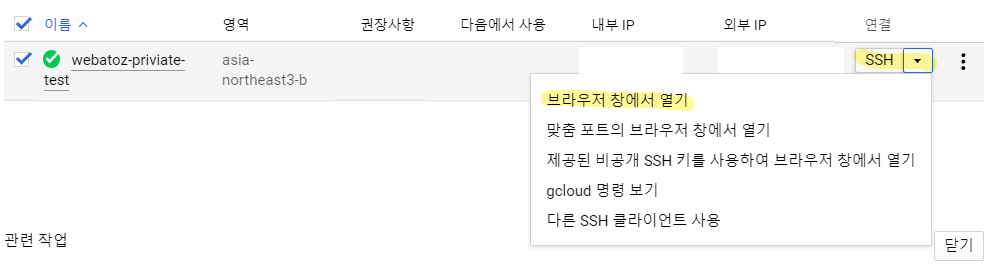 이름 영역 권장사항 다음에서 사용 내부 IP 외부 IP 연결
webatoz-priviate-test asia-northeast3-b SSH
브라우저 창에서 열기
맞춤 포트의 브라우저 창에서 열기
제공된 비공개 SSH 키를 사용하여 브라우저 창에서 열기
gcloud 명령 보기
다른 SSH 클라이언트 사용
관련 작업
닫기